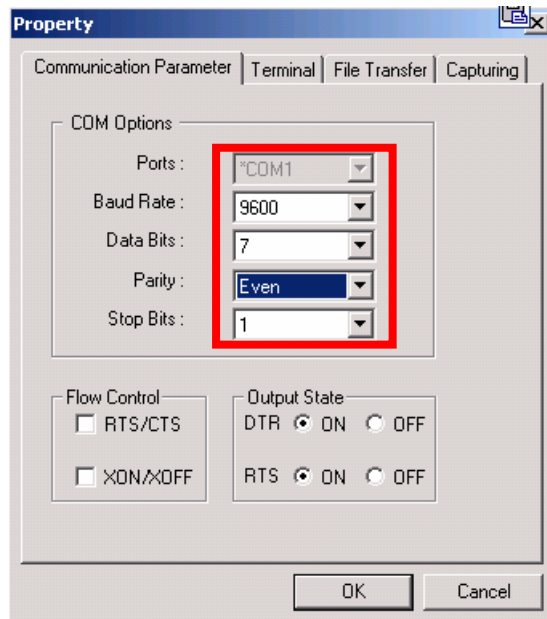 Property
Communication Parameter Terminal File Transfer Capturing
COM Options
Ports : *COM1
Baud Rate : 9600
Data Bits : 7
Parity : Even
Stop Bits : 1
Flow Control Output State
RTS/CTS DTR ON OFF
XON/XOFF RTS ON OFF
OK Cancel